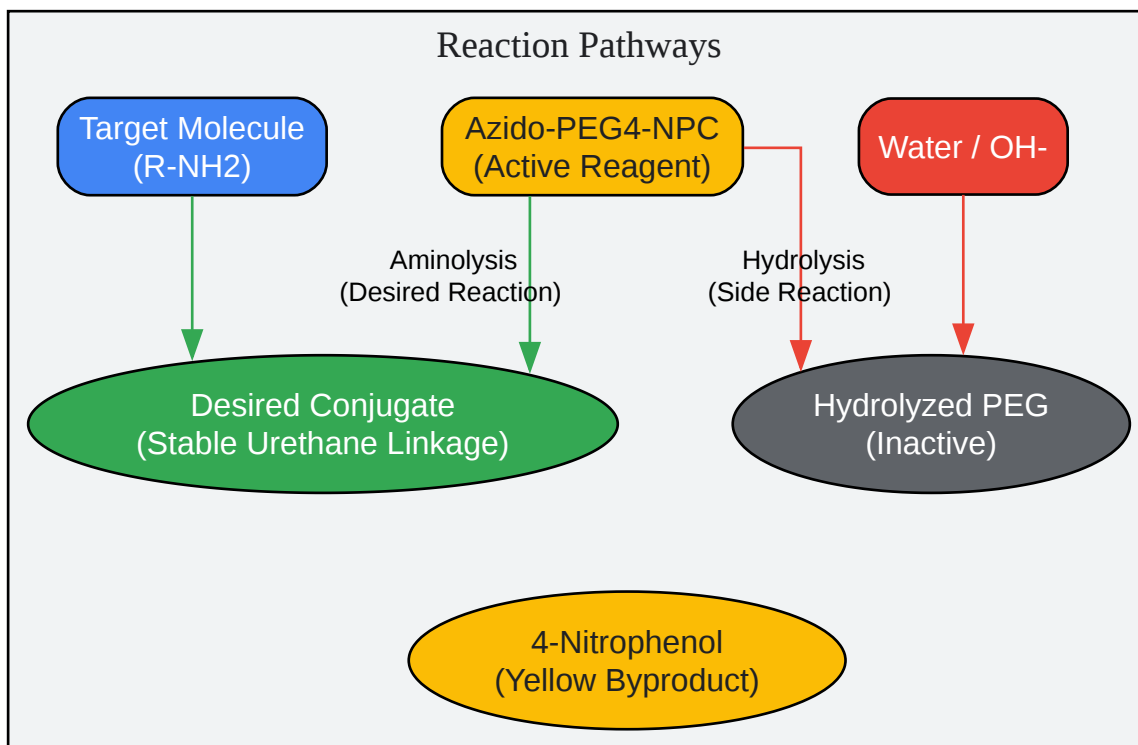 Reaction Pathways
Target Molecule
(R-NH2)
Azido-PEG4-NPC
(Active Reagent)
Water / OH-
Aminolysis
(Desired Reaction)
Hydrolysis
(Side Reaction)
Desired Conjugate
(Stable Urethane Linkage)
Hydrolyzed PEG
(Inactive)
4-Nitrophenol
(Yellow Byproduct)